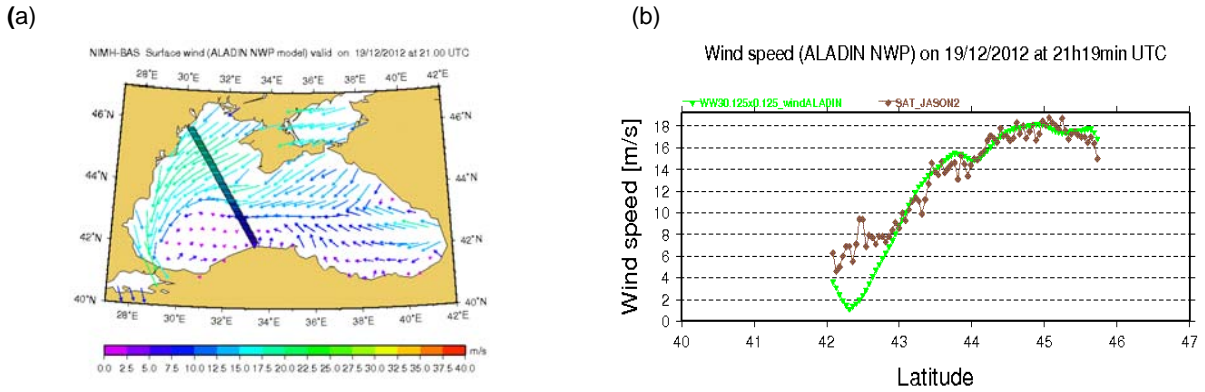 (a)
NIMH-BAS Surface wind (ALADIN NWP model) valid on 19/12/2012 at 21:00 UTC
28°E 30°E 32°E 34°E 36°E 38°E 40°E 42°E
46°N 46°N
44°N 44°N
42°N 42°N
40°N 40°N
28°E 30°E 32°E 34°E 36°E 38°E 40°E 42°E
m/s
0.0 2.5 5.0 7.5 10.0 12.5 15.0 17.5 20.0 22.5 25.0 27.5 30.0 32.5 35.0 37.5 40.0
(b)
Wind speed (ALADIN NWP) on 19/12/2012 at 21h19min UTC
WW30.125x0.125_windALADIN SAT_JASON2
Wind speed [m/s]
18
16
14
12
10
8
6
4
2
0
40 41 42 43 44 45 46 47
Latitude